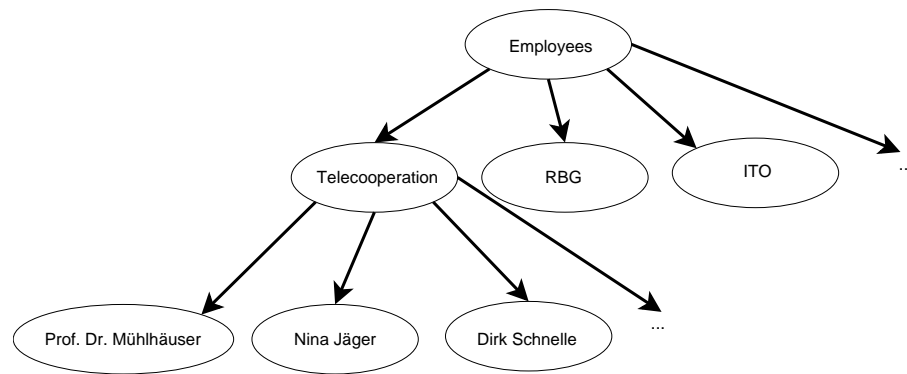 Employees
Telecooperation
RBG
ITO
..
Prof. Dr. Mühlhäuser
Nina Jäger
Dirk Schnelle
...